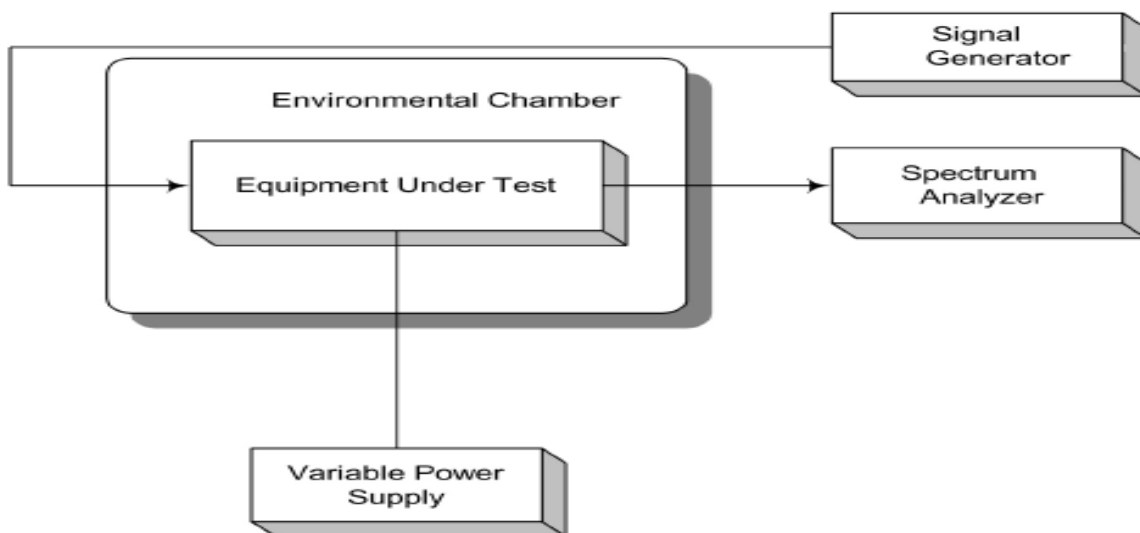 Signal
Generator
Environmental Chamber
Equipment Under Test
Spectrum
Analyzer
Variable Power
Supply